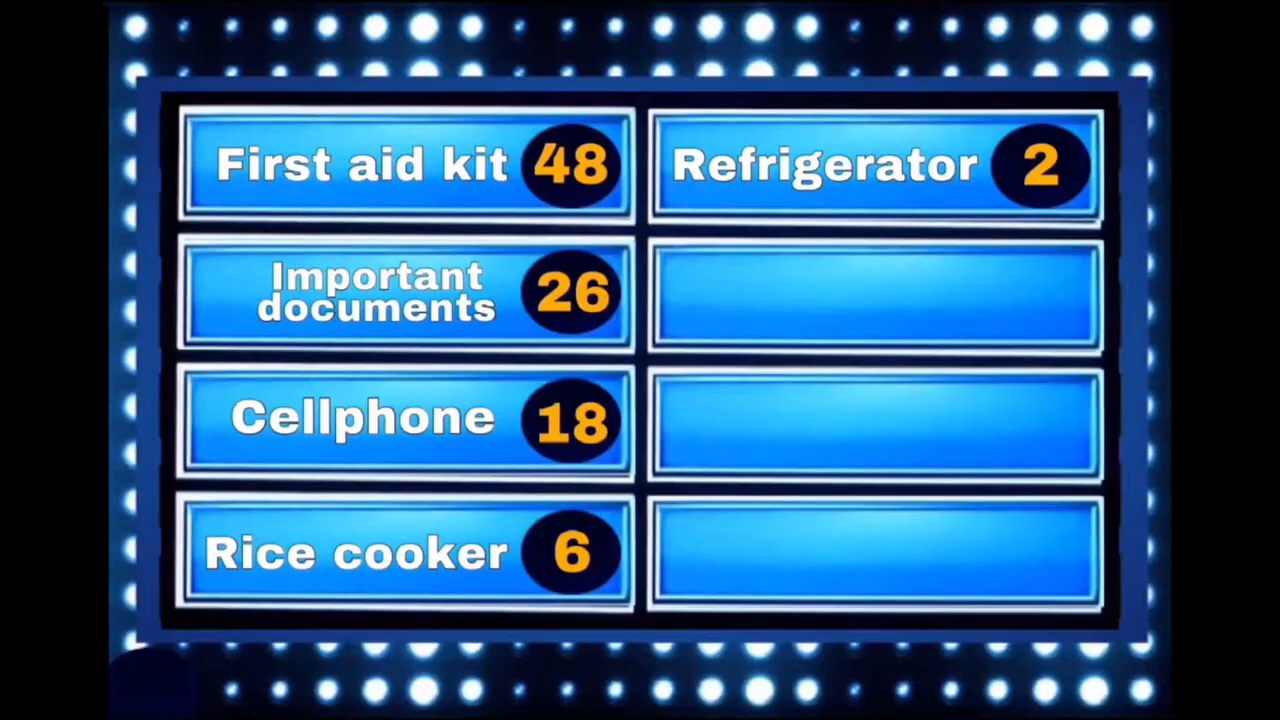 First aid kit 48
Important
documents 26
Cellphone 18
Rice cooker 6
Refrigerator 2